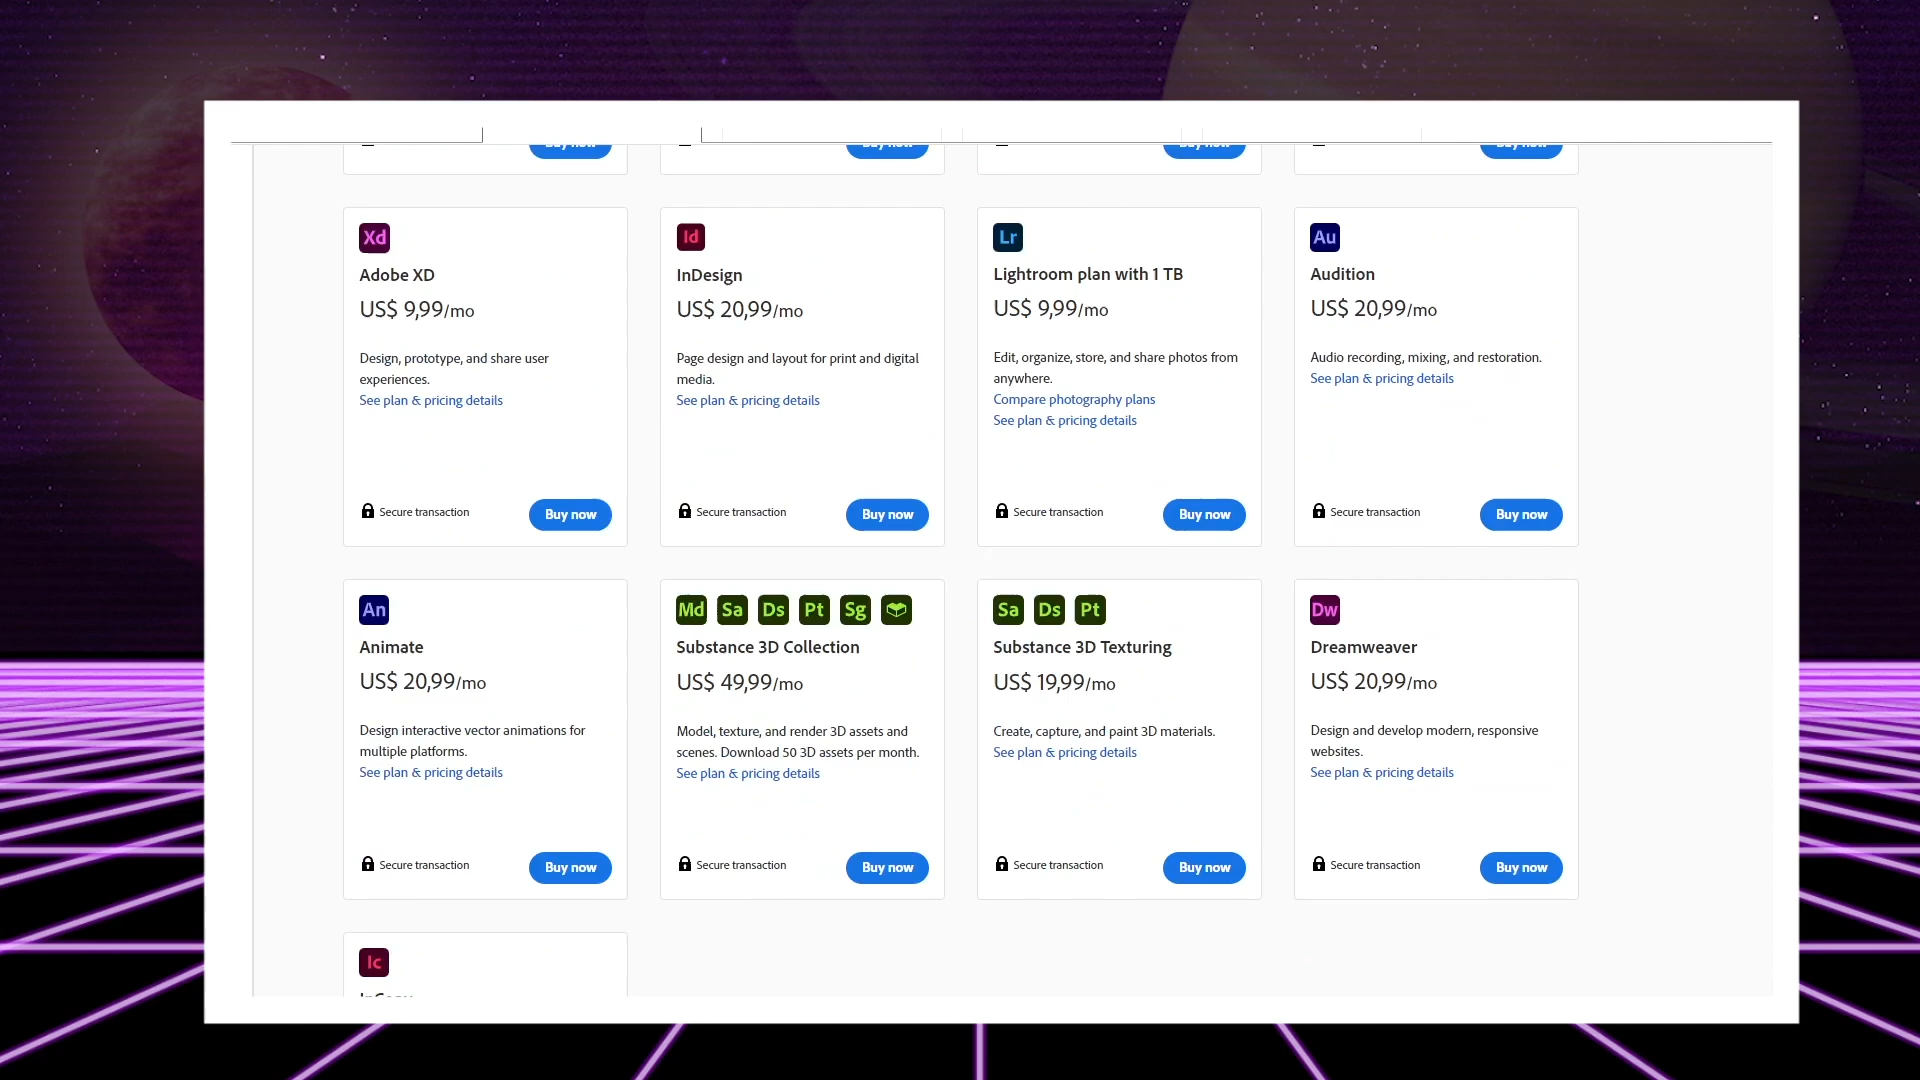 Buy now
Buy now
Buy now
Buy now
Xd
Adobe XD
US$ 9,99/mo
Design, prototype, and share user
experiences.
See plan & pricing details
Secure transaction
Buy now
Id
InDesign
US$ 20,99/mo
Page design and layout for print and digital
media.
See plan & pricing details
Secure transaction
Buy now
Lr
Lightroom plan with 1 TB
US$ 9,99/mo
Edit, organize, store, and share photos from
anywhere.
Compare photography plans
See plan & pricing details
Secure transaction
Buy now
Au
Audition
US$ 20,99/mo
Audio recording, mixing, and restoration.
See plan & pricing details
Secure transaction
Buy now
An
Animate
US$ 20,99/mo
Design interactive vector animations for
multiple platforms.
See plan & pricing details
Secure transaction
Buy now
Md Sa Ds Pt Sg
Substance 3D Collection
US$ 49,99/mo
Model, texture, and render 3D assets and
scenes. Download 50 3D assets per month.
See plan & pricing details
Secure transaction
Buy now
Sa Ds Pt
Substance 3D Texturing
US$ 19,99/mo
Create, capture, and paint 3D materials.
See plan & pricing details
Secure transaction
Buy now
Dw
Dreamweaver
US$ 20,99/mo
Design and develop modern, responsive
websites.
See plan & pricing details
Secure transaction
Buy now
Ic
InCopy